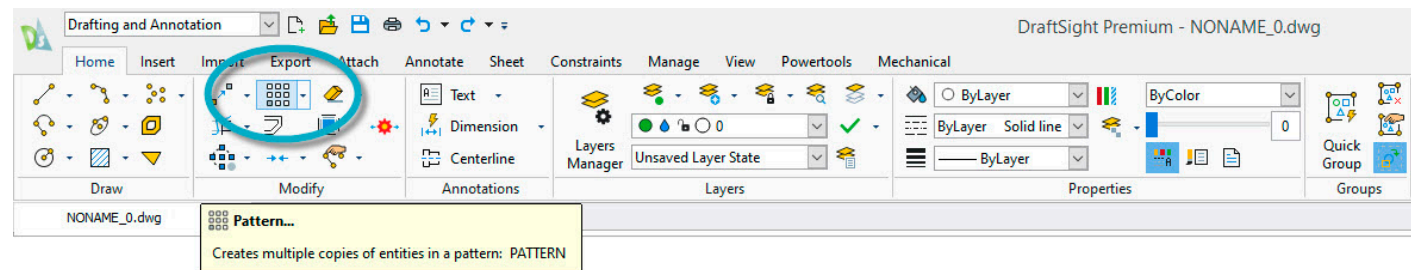 Drafting and Annotation
DraftSight Premium - NONAME_0.dwg
Home Insert Import Export Attach Annotate Sheet Constraints Manage View Powertools Mechanical
Text
ByLayer
ByColor
Dimension
0
ByLayer Solid line
0
Centerline
Layers Manager
Unsaved Layer State
ByLayer
Quick Group
Draw Modify Annotations Layers Properties Groups
NONAME_0.dwg
Pattern...
Creates multiple copies of entities in a pattern: PATTERN